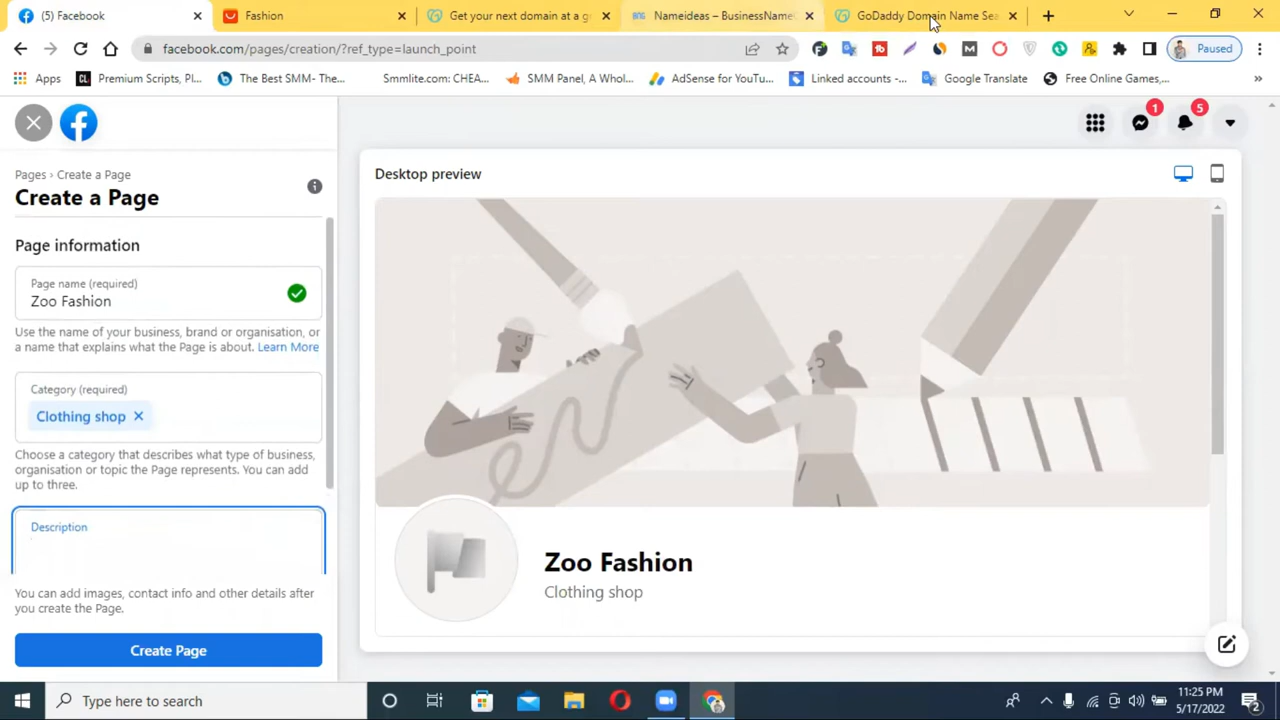 (5) Facebook
Fashion
Get your next domain at a g
Nameideas – BusinessName
GoDaddy Domain Name Sea
facebook.com/pages/creation/?ref_type=launch_point
Paused
Apps
Premium Scripts, Pl...
The Best SMM- The...
Smmlite.com: CHEA...
SMM Panel, A Whol...
AdSense for YouTu...
Linked accounts -...
Google Translate
Free Online Games,...
»
1
5
Pages › Create a Page
Create a Page
Page information
Page name (required)
Zoo Fashion
Use the name of your business, brand or organisation, or
a name that explains what the Page is about. Learn More
Category (required)
Clothing shop
Choose a category that describes what type of business,
organisation or topic the Page represents. You can add
up to three.
Description
You can add images, contact info and other details after
you create the Page.
Create Page
Desktop preview
Zoo Fashion
Clothing shop
Type here to search
11:25 PM
5/17/2022
2